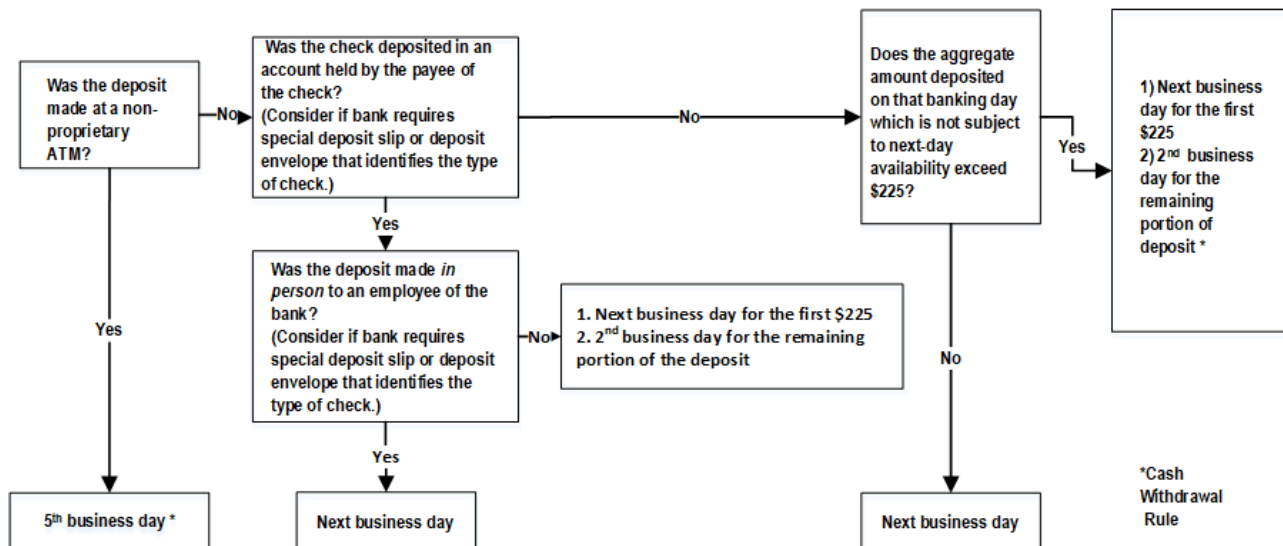 Was the deposit
made at a non-
proprietary
ATM?
No
Was the check deposited in an
account held by the payee of
the check?
(Consider if bank requires
special deposit slip or deposit
envelope that identifies the type
of check.)
No
Does the aggregate
amount deposited
on that banking day
which is not subject
to next-day
availability exceed
$225?
Yes
1) Next business
day for the first
$225
2) 2nd business
day for the
remaining
portion of
deposit *
Yes
Was the deposit made in
person to an employee of the
bank?
(Consider if bank requires
special deposit slip or deposit
envelope that identifies the
type of check.)
No
1. Next business day for the first $225
2. 2nd business day for the remaining
portion of the deposit
Yes
No
Yes
5th business day *
Next business day
Next business day
*Cash
Withdrawal
Rule